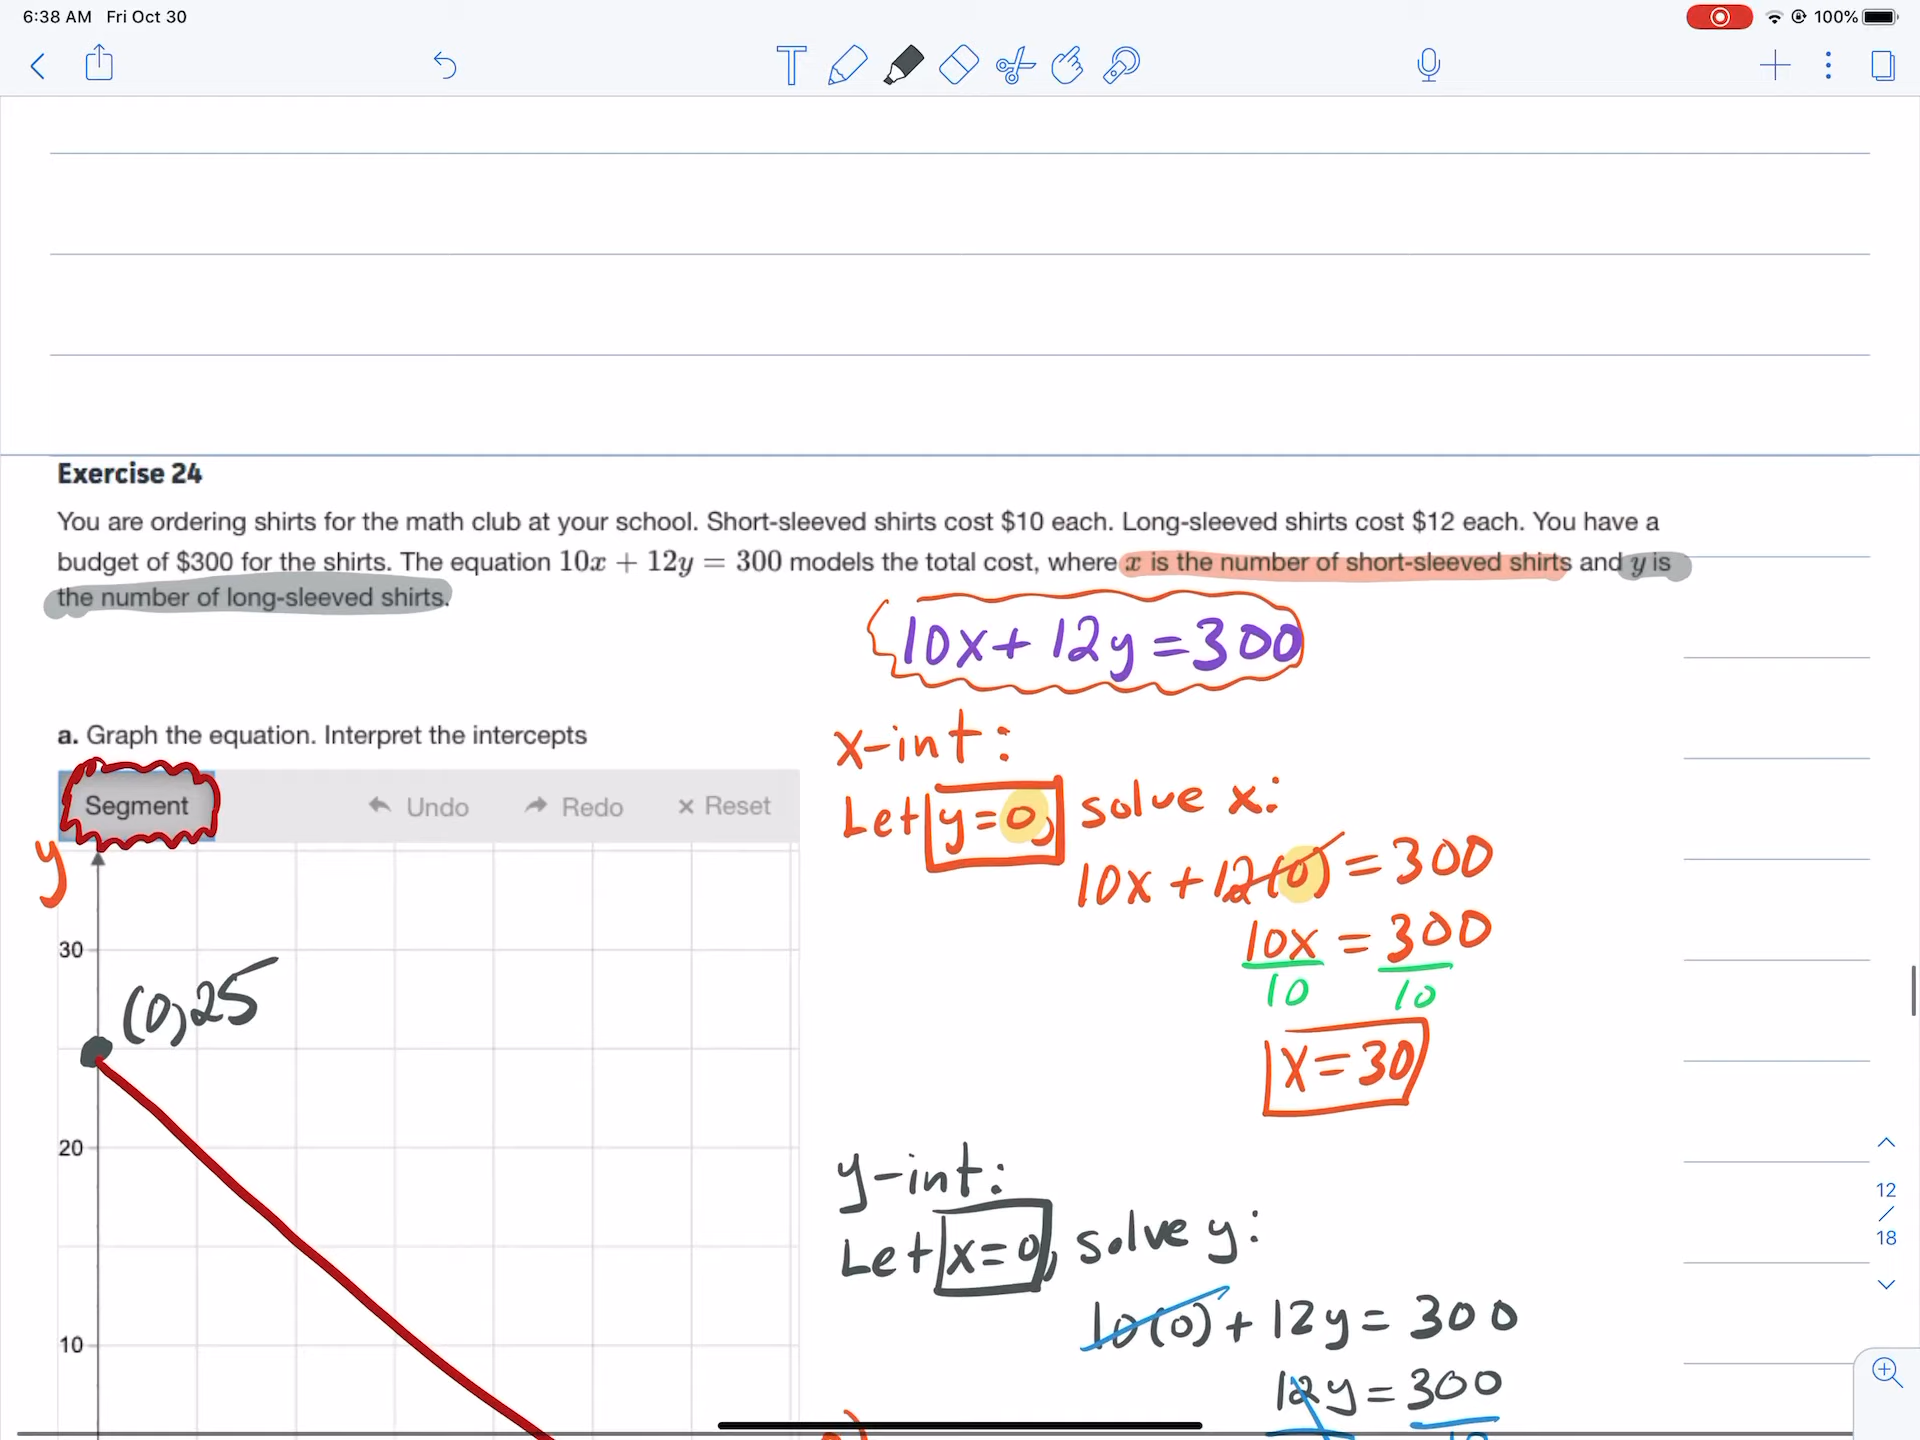 6:38 AM Fri Oct 30
100%
Exercise 24
You are ordering shirts for the math club at your school. Short-sleeved shirts cost $10 each. Long-sleeved shirts cost $12 each. You have a
budget of $300 for the shirts. The equation 10x + 12y = 300 models the total cost, where x is the number of short-sleeved shirts and y is
the number of long-sleeved shirts.
10x + 12y = 300
a. Graph the equation. Interpret the intercepts
Segment Undo Redo × Reset
y
30
(0,25
20
10
x-int:
Let y=0, solve x:
10x + 12(0) = 300
10x = 300
10 10
x = 30
y-int:
Let x=0, solve y:
10(0) + 12y = 300
12y = 300
12
/
18